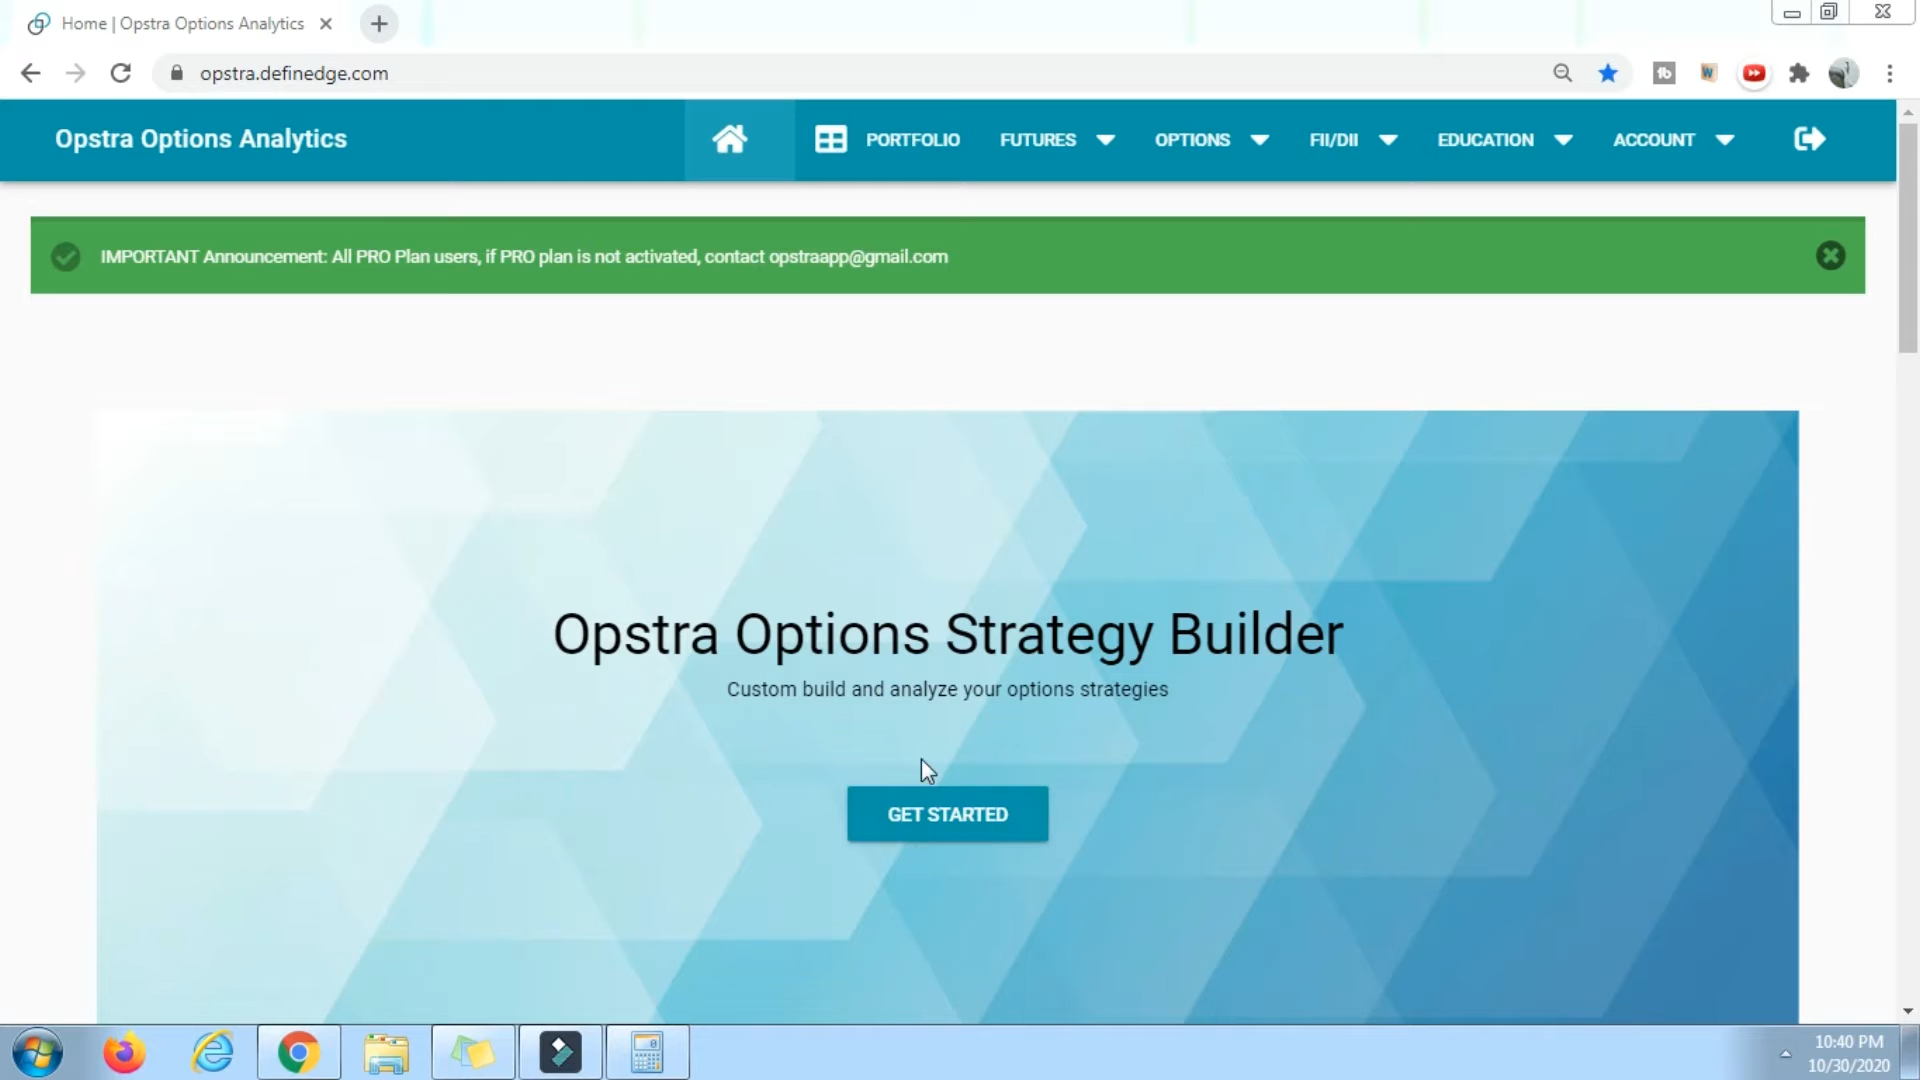 Home | Opstra Options Analytics
opstra.definedge.com
Opstra Options Analytics
PORTFOLIO
FUTURES
OPTIONS
FII/DII
EDUCATION
ACCOUNT
IMPORTANT Announcement: All PRO Plan users, if PRO plan is not activated, contact opstraapp@gmail.com
Opstra Options Strategy Builder
Custom build and analyze your options strategies
GET STARTED
10:40 PM
10/30/2020